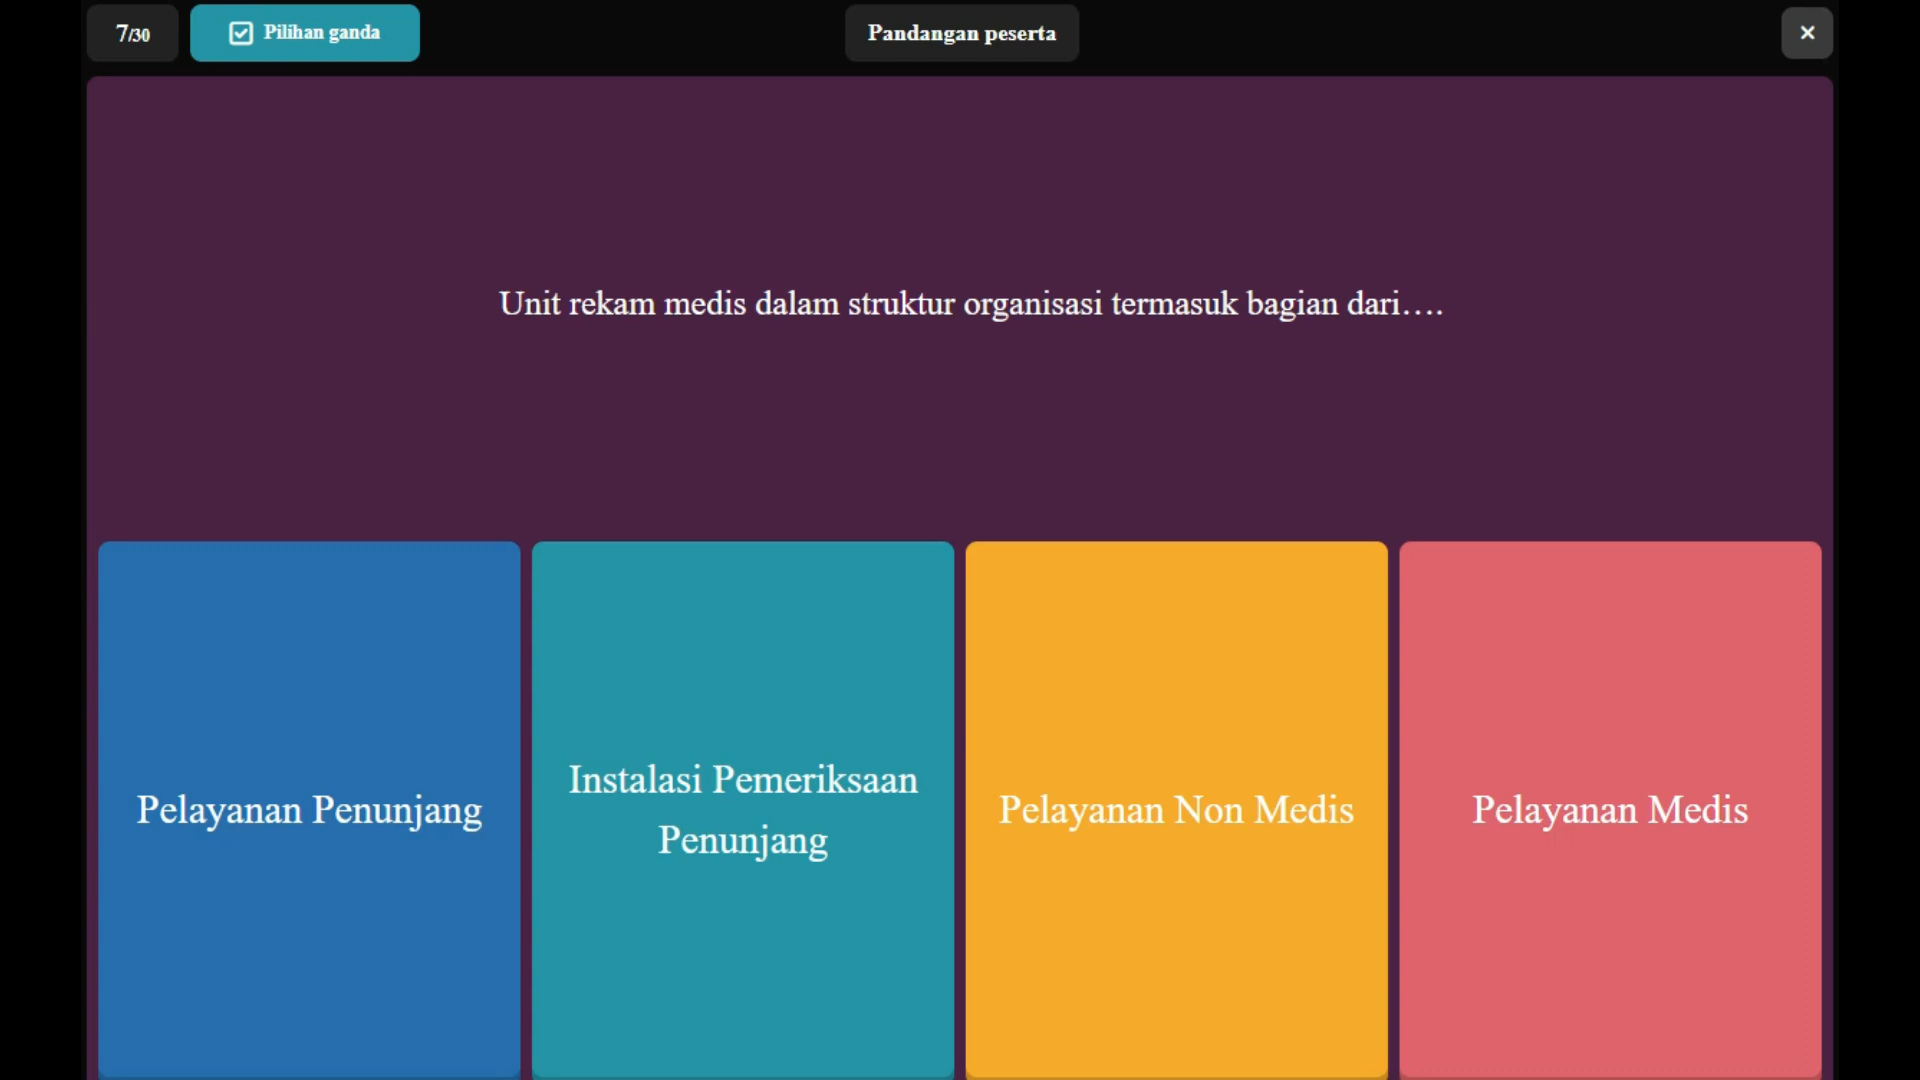 7/30
Pilihan ganda
Pandangan peserta
×
Unit rekam medis dalam struktur organisasi termasuk bagian dari….
Pelayanan Penunjang
Instalasi Pemeriksaan
Penunjang
Pelayanan Non Medis
Pelayanan Medis